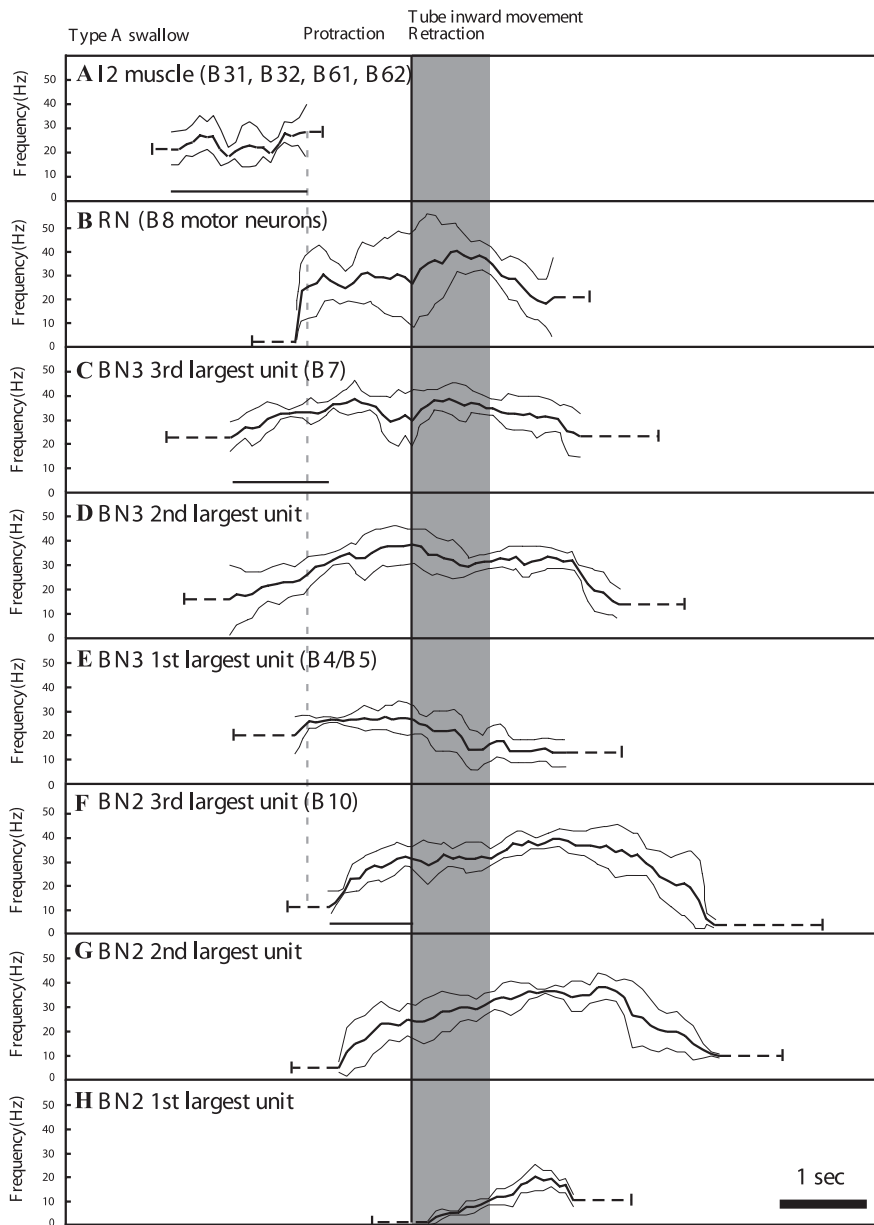 Tube inward movement
Type A swallow Protraction Retraction
A I2 muscle (B31, B32, B61, B62)
Frequency(Hz)
50
40
30
20
10
0
B RN (B8 motor neurons)
Frequency(Hz)
50
40
30
20
10
0
C BN3 3rd largest unit (B7)
Frequency(Hz)
50
40
30
20
10
0
D BN3 2nd largest unit
Frequency(Hz)
50
40
30
20
10
0
E BN3 1st largest unit (B4/B5)
Frequency(Hz)
50
40
30
20
10
0
F BN2 3rd largest unit (B10)
Frequency(Hz)
50
40
30
20
10
0
G BN2 2nd largest unit
Frequency(Hz)
50
40
30
20
10
0
H BN2 1st largest unit
Frequency(Hz)
50
40
30
20
10
0
1 sec